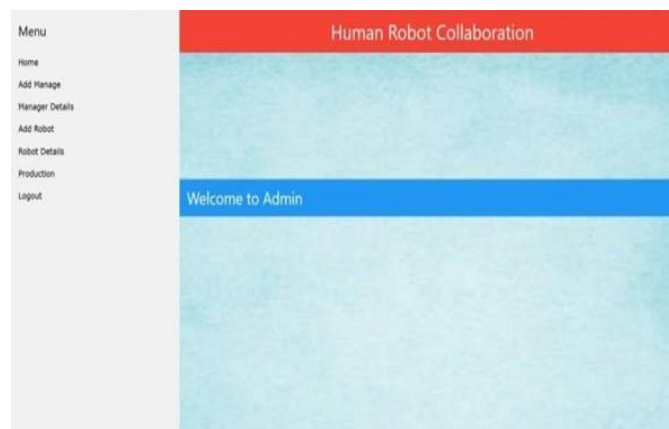 Menu
Home
Add Manage
Manager Details
Add Robot
Robot Details
Production
Logout
Human Robot Collaboration
Welcome to Admin